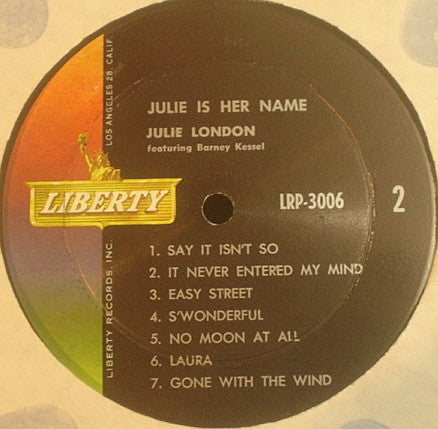 JULIE IS HER NAME
JULIE LONDON
featuring Barney Kessel
LIBERTY
LRP-3006
2
1. SAY IT ISN'T SO
2. IT NEVER ENTERED MY MIND
3. EASY STREET
4. S'WONDERFUL
5. NO MOON AT ALL
6. LAURA
7. GONE WITH THE WIND
LIBERTY RECORDS, INC.
LOS ANGELES 28, CALIF.